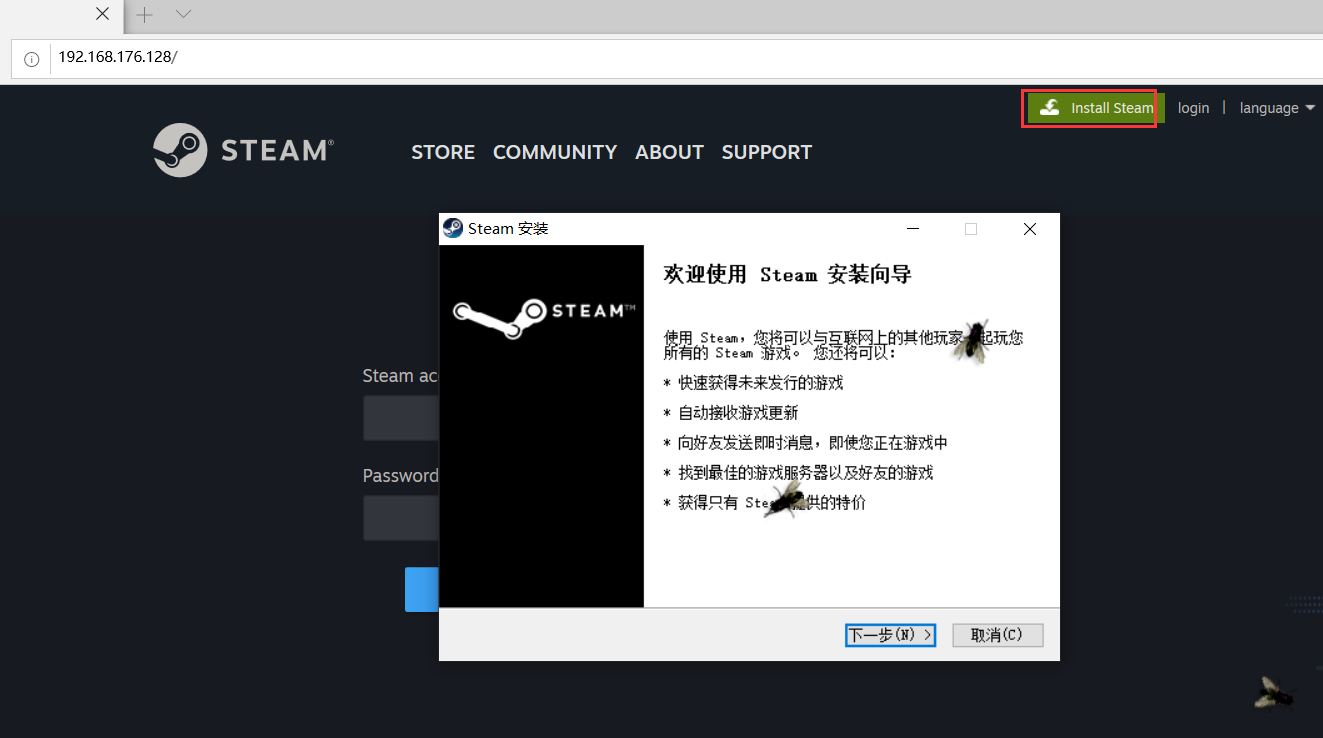 192.168.176.128/
Install Steam
login
language
STEAM®
STORE
COMMUNITY
ABOUT
SUPPORT
Steam 安装
STEAM™
欢迎使用 Steam 安装向导
使用 Steam，您将可以与互联网上的其他玩家 起玩您
所有的 Steam 游戏。 您还将可以:
* 快速获得未来发行的游戏
* 自动接收游戏更新
* 向好友发送即时消息，即使您正在游戏中
* 找到最佳的游戏服务器以及好友的游戏
* 获得只有 供的特价
Steam ac
Password
下一步(N) >
取消(C)